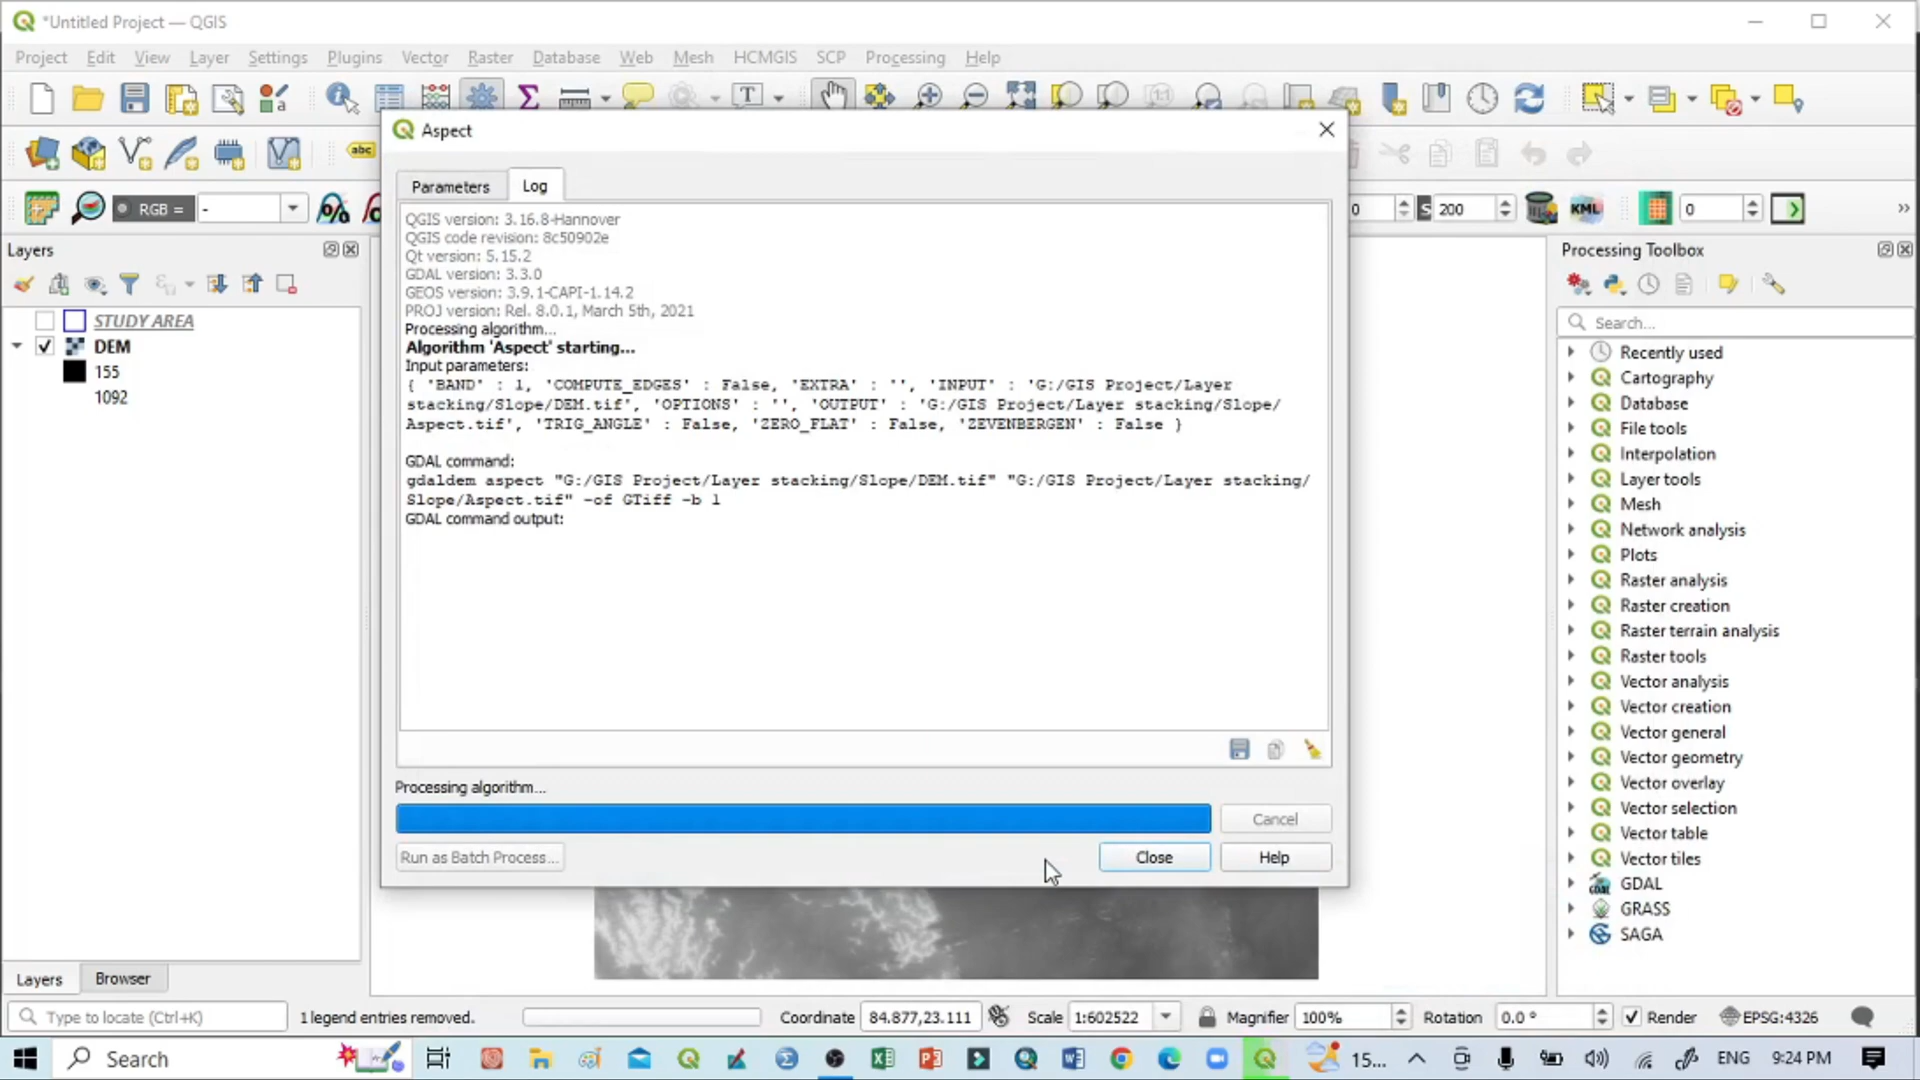 *Untitled Project — QGIS
Project Edit View Layer Settings Plugins Vector Raster Database Web Mesh HCMGIS SCP Processing Help
T
abc
RGB = -
0
S 200
KML
0
»
Layers
STUDY AREA
DEM
155
1092
Aspect
Parameters
Log
QGIS version: 3.16.8-Hannover
QGIS code revision: 8c50902e
Qt version: 5.15.2
GDAL version: 3.3.0
GEOS version: 3.9.1-CAPI-1.14.2
PROJ version: Rel. 8.0.1, March 5th, 2021
Processing algorithm...
Algorithm 'Aspect' starting...
Input parameters:
{ 'BAND' : 1, 'COMPUTE_EDGES' : False, 'EXTRA' : '', 'INPUT' : 'G:/GIS Project/Layer
stacking/Slope/DEM.tif', 'OPTIONS' : '', 'OUTPUT' : 'G:/GIS Project/Layer stacking/Slope/
Aspect.tif', 'TRIG_ANGLE' : False, 'ZERO_FLAT' : False, 'ZEVENBERGEN' : False }
GDAL command:
gdaldem aspect "G:/GIS Project/Layer stacking/Slope/DEM.tif" "G:/GIS Project/Layer stacking/
Slope/Aspect.tif" -of GTiff -b 1
GDAL command output:
Processing algorithm...
Cancel
Run as Batch Process...
Close
Help
Processing Toolbox
Search...
Recently used
Cartography
Database
File tools
Interpolation
Layer tools
Mesh
Network analysis
Plots
Raster analysis
Raster creation
Raster terrain analysis
Raster tools
Vector analysis
Vector creation
Vector general
Vector geometry
Vector overlay
Vector selection
Vector table
Vector tiles
GDAL
GRASS
SAGA
Layers Browser
Type to locate (Ctrl+K)
1 legend entries removed.
Coordinate 84.877,23.111
Scale 1:602522
Magnifier 100%
Rotation 0.0 °
Render
EPSG:4326
Search
15...
ENG
9:24 PM